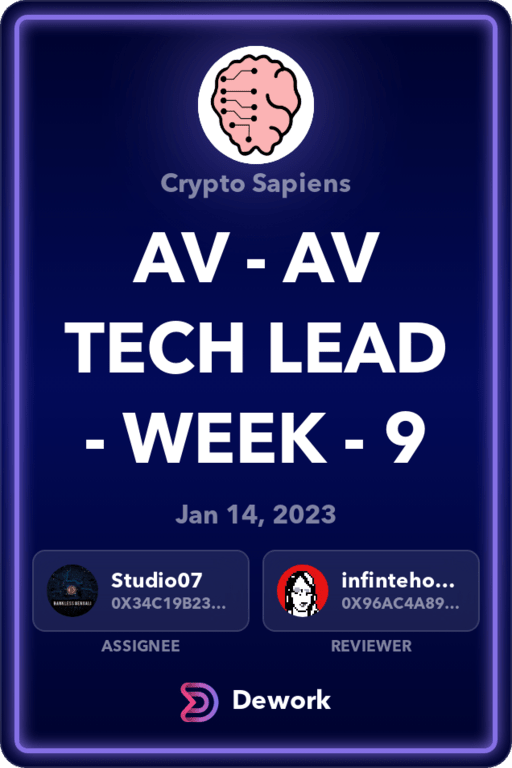 Crypto Sapiens
AV - AV
TECH LEAD
- WEEK - 9
Jan 14, 2023
Studio07
0X34C19B23...
infinteho...
0X96AC4A89...
ASSIGNEE
REVIEWER
Dework